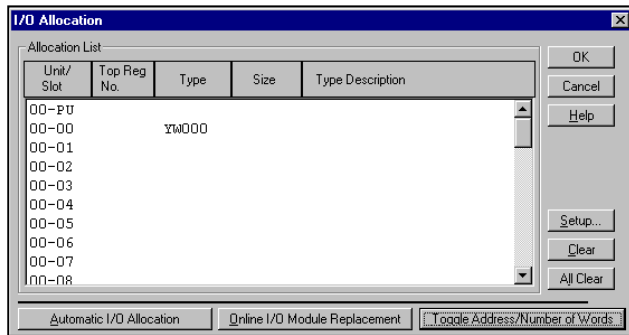 I/O Allocation
Allocation List
Unit/ Slot Top Reg No. Type Size Type Description
00-PU
00-00 YW000
00-01
00-02
00-03
00-04
00-05
00-06
00-07
00-08
OK
Cancel
Help
Setup...
Clear
All Clear
Automatic I/O Allocation Online I/O Module Replacement Toggle Address/Number of Words